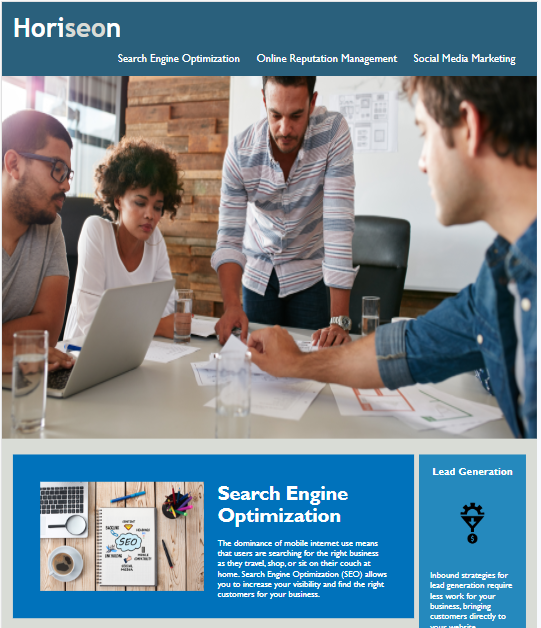 Horiseon
Search Engine Optimization Online Reputation Management Social Media Marketing
SEO
Search Engine
Optimization
The dominance of mobile internet use means
that users are searching for the right business
as they travel, shop, or sit on their couch at
home. Search Engine Optimization (SEO) allows
you to increase your visibility and find the right
customers for your business.
Lead Generation
Inbound strategies for
lead generation require
less work for your
business, bringing
customers directly to
your website.